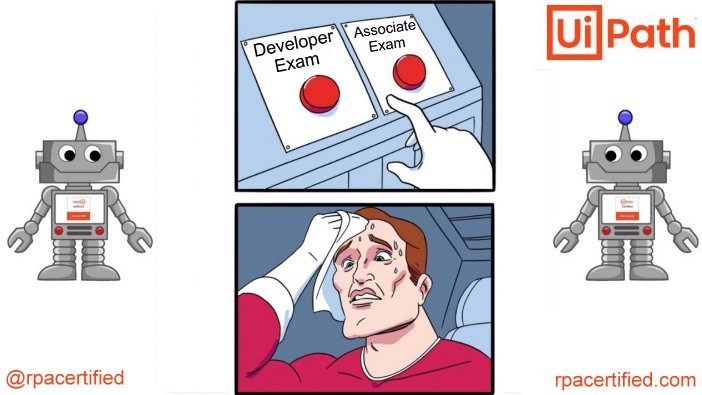 Developer
Exam
Associate
Exam
UiPath
@rpacertified
rpacertified.com